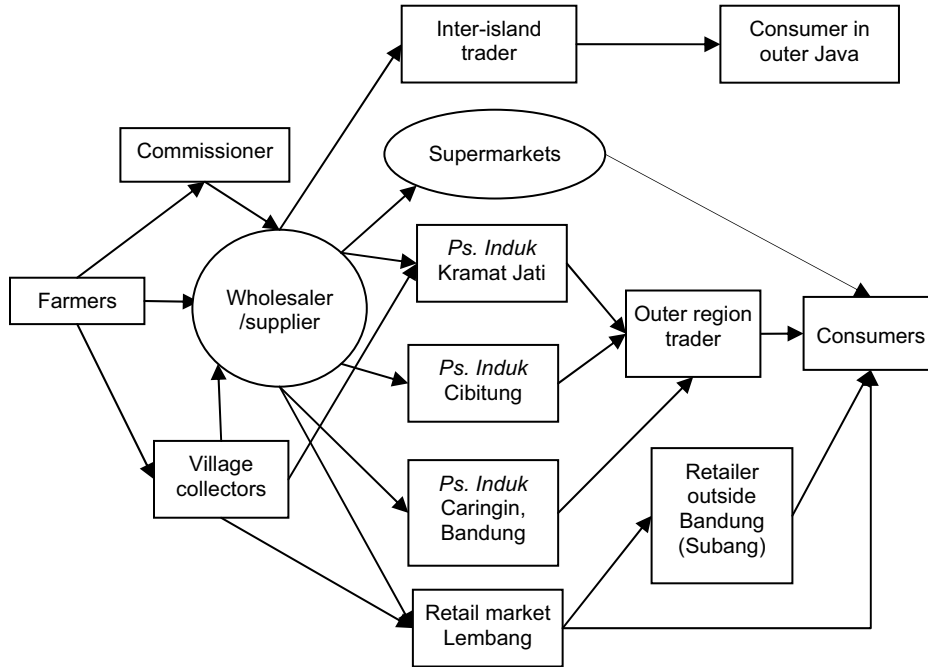 Inter-island
trader
Consumer in
outer Java
Commissioner
Supermarkets
Ps. Induk
Kramat Jati
Farmers
Wholesaler
/supplier
Outer region
trader
Consumers
Ps. Induk
Cibitung
Village
collectors
Ps. Induk
Caringin,
Bandung
Retailer
outside
Bandung
(Subang)
Retail market
Lembang